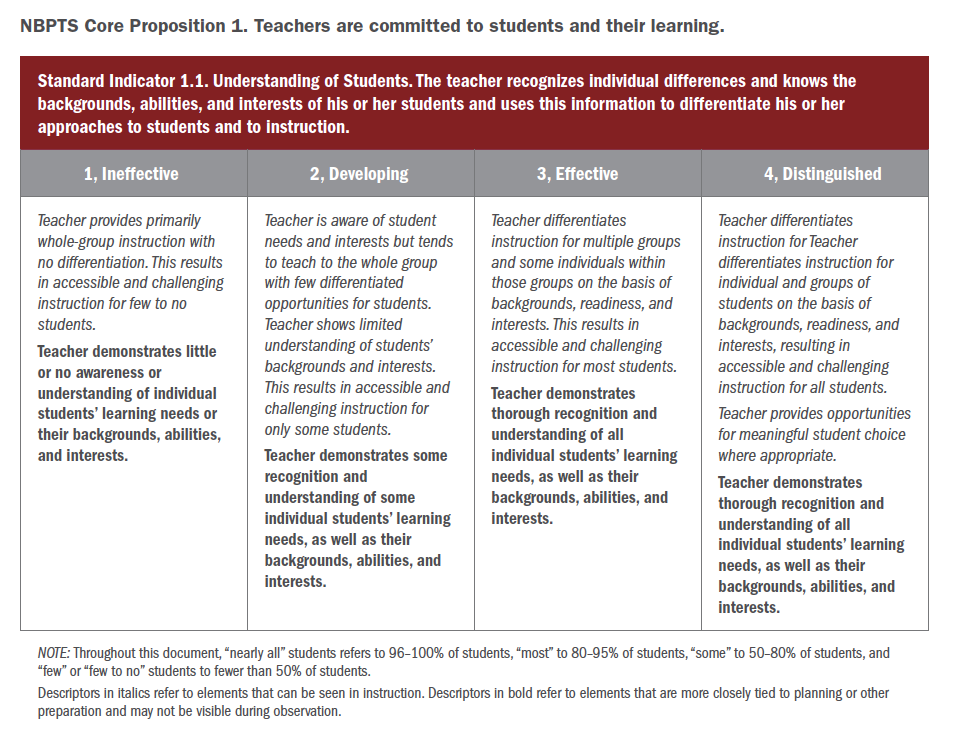 NBPTS Core Proposition 1. Teachers are committed to students and their learning.
Standard Indicator 1.1. Understanding of Students. The teacher recognizes individual differences and knows the
backgrounds, abilities, and interests of his or her students and uses this information to differentiate his or her
approaches to students and to instruction.
1, Ineffective
Teacher provides primarily
whole-group instruction with
no differentiation. This results
in accessible and challenging
instruction for few to no
students.
Teacher demonstrates little
or no awareness or
understanding of individual
students’ learning needs or
their backgrounds, abilities,
and interests.
2, Developing
Teacher is aware of student
needs and interests but tends
to teach to the whole group
with few differentiated
opportunities for students.
Teacher shows limited
understanding of students’
backgrounds and interests.
This results in accessible and
challenging instruction for
only some students.
Teacher demonstrates some
recognition and
understanding of some
individual students’ learning
needs, as well as their
backgrounds, abilities, and
interests.
3, Effective
Teacher differentiates
instruction for multiple groups
and some individuals within
those groups on the basis of
backgrounds, readiness, and
interests. This results in
accessible and challenging
instruction for most students.
Teacher demonstrates
thorough recognition and
understanding of all
individual students’ learning
needs, as well as their
backgrounds, abilities, and
interests.
4, Distinguished
Teacher differentiates
instruction for Teacher
differentiates instruction for
individual and groups of
students on the basis of
backgrounds, readiness, and
interests, resulting in
accessible and challenging
instruction for all students.
Teacher provides opportunities
for meaningful student choice
where appropriate.
Teacher demonstrates
thorough recognition and
understanding of all
individual students’ learning
needs, as well as their
backgrounds, abilities, and
interests.
NOTE: Throughout this document, “nearly all” students refers to 96–100% of students, “most” to 80–95% of students, “some” to 50–80% of students, and
“few” or “few to no” students to fewer than 50% of students.
Descriptors in italics refer to elements that can be seen in instruction. Descriptors in bold refer to elements that are more closely tied to planning or other
preparation and may not be visible during observation.